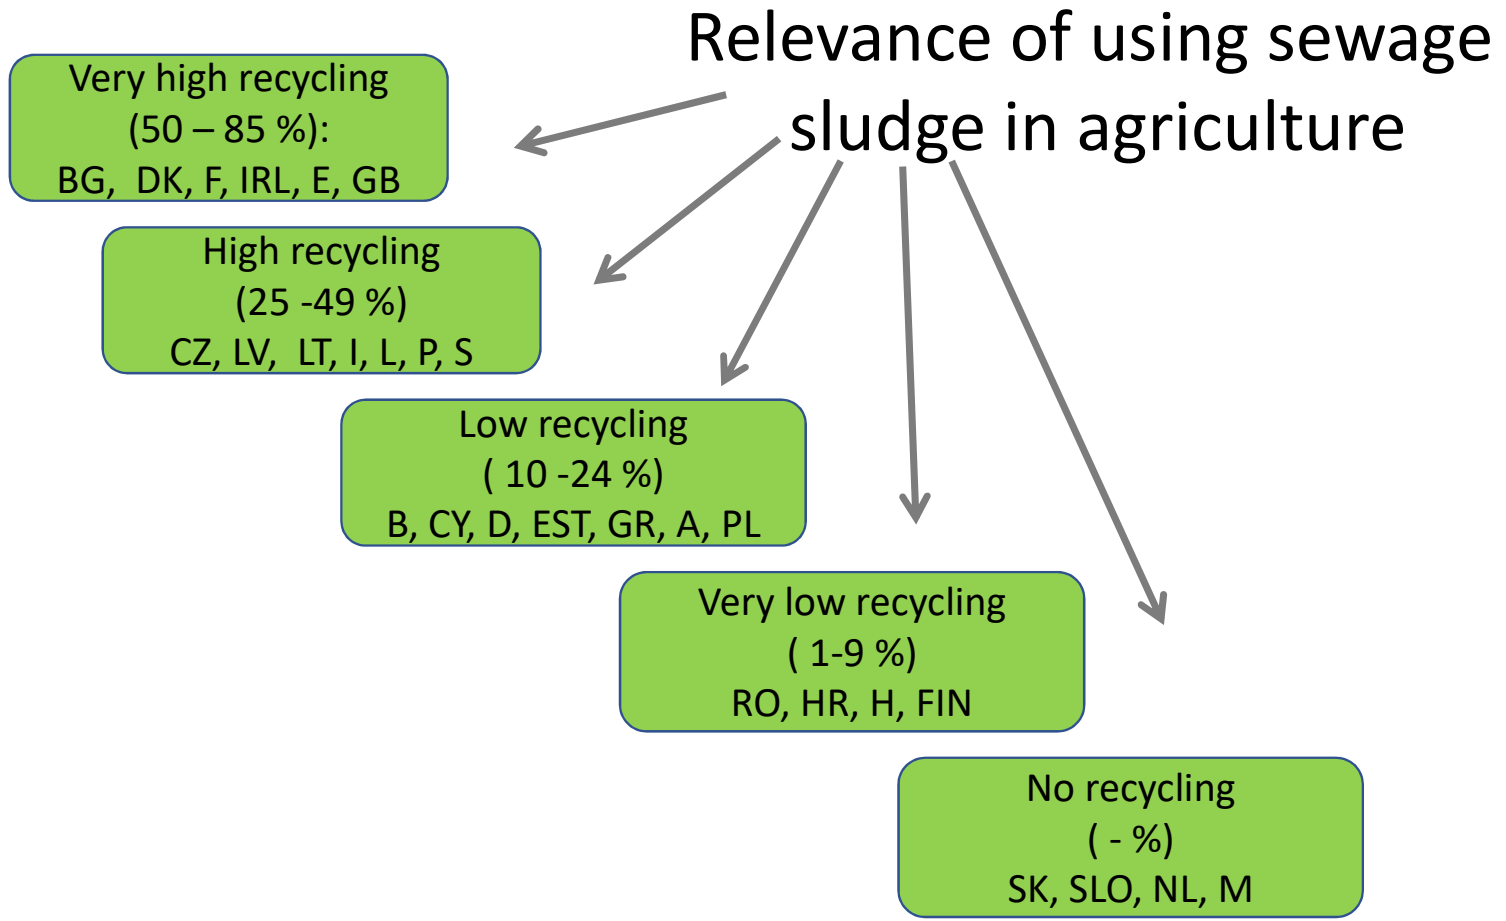 Relevance of using sewage
sludge in agriculture
Very high recycling
(50 – 85 %):
BG,  DK, F, IRL, E, GB
High recycling
(25 -49 %)
CZ, LV,  LT, I, L, P, S
Low recycling
( 10 -24 %)
B, CY, D, EST, GR, A, PL
Very low recycling
( 1-9 %)
RO, HR, H, FIN
No recycling
( - %)
SK, SLO, NL, M